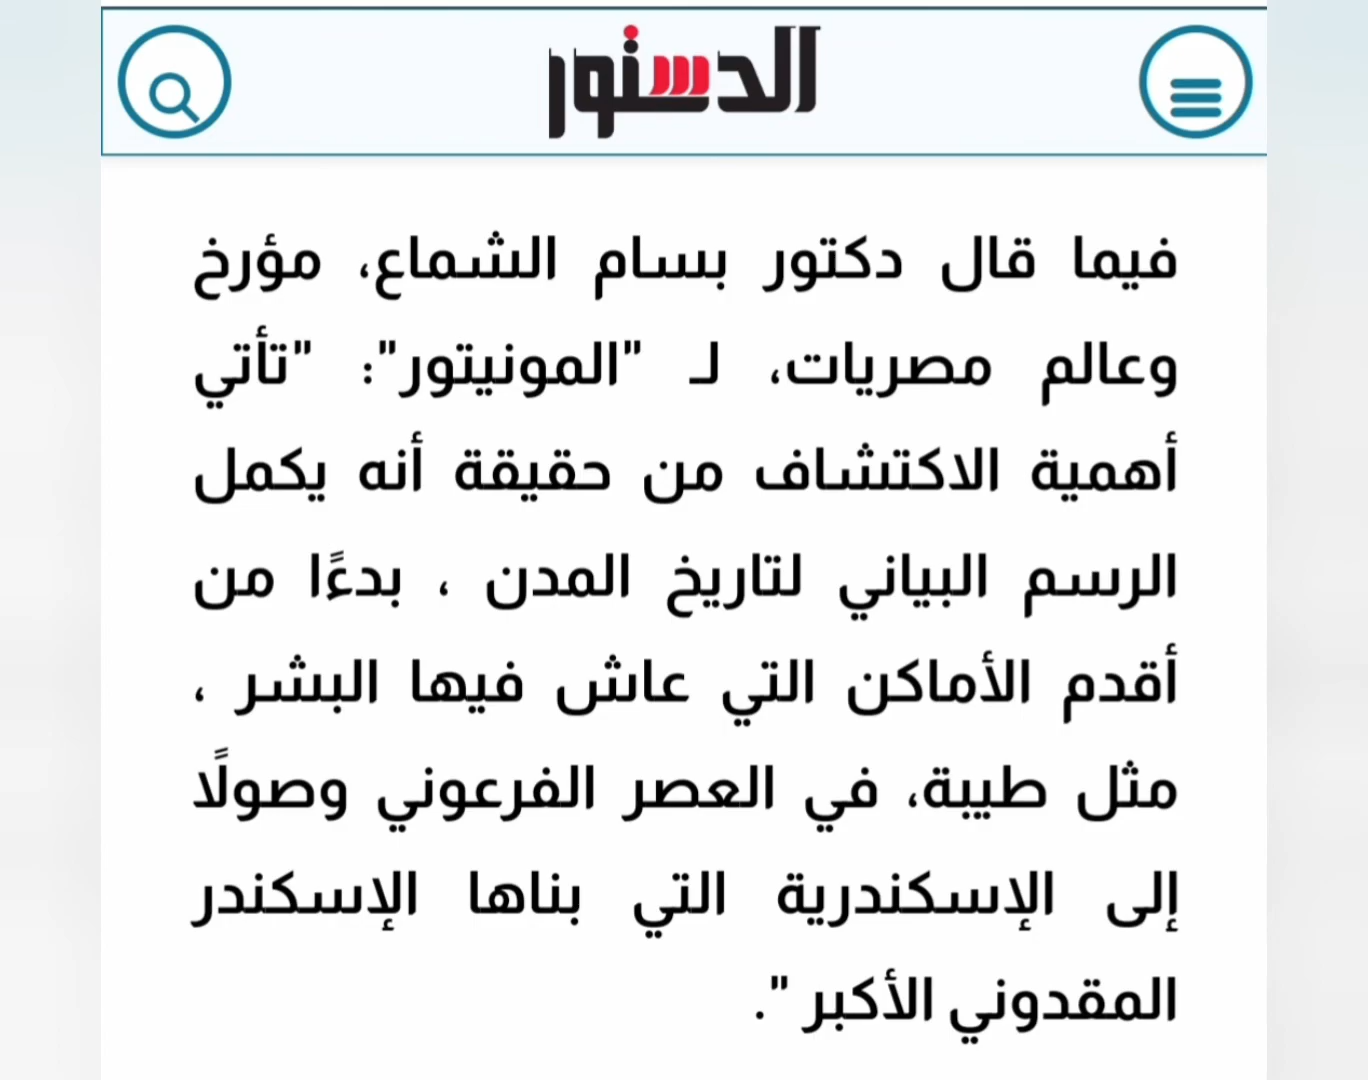 الدستور
فيما قال دكتور بسام الشماع، مؤرخ
وعالم مصريات، لـ "المونيتور": "تأتي
أهمية الاكتشاف من حقيقة أنه يكمل
الرسم البياني لتاريخ المدن ، بدءًا من
أقدم الأماكن التي عاش فيها البشر ،
مثل طيبة، في العصر الفرعوني وصولًا
إلى الإسكندرية التي بناها الإسكندر
المقدوني الأكبر ".